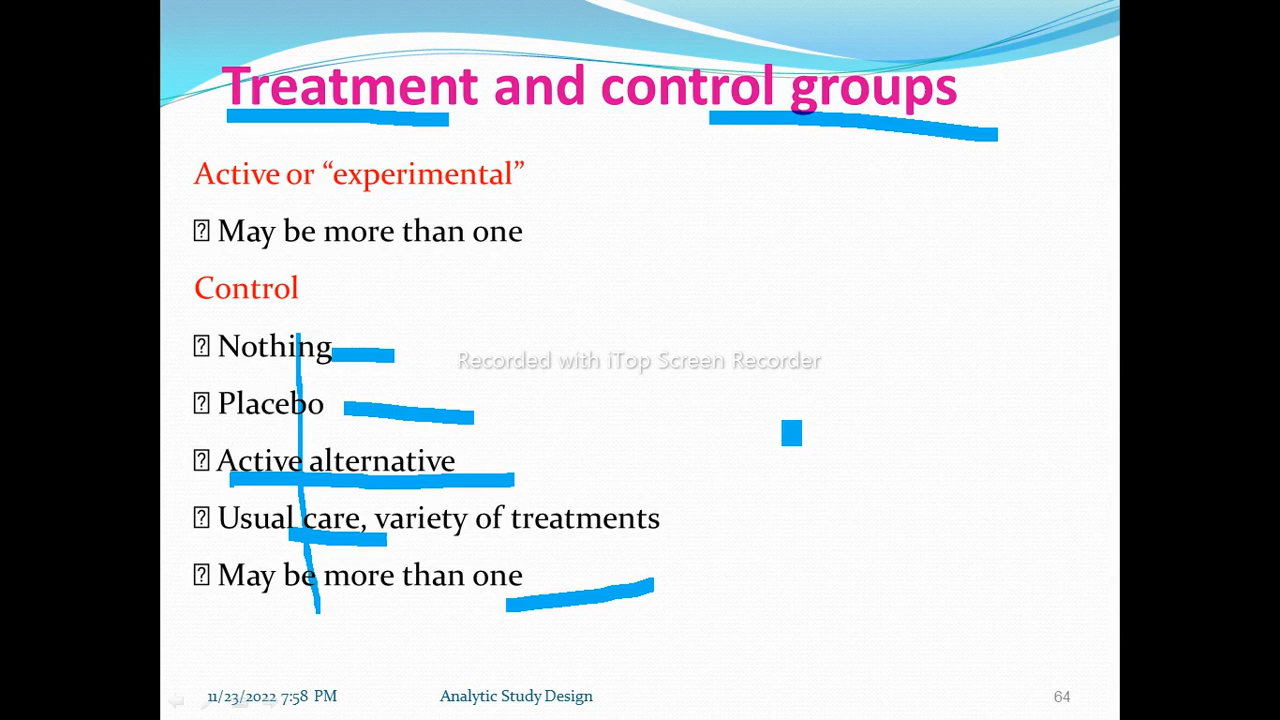 Treatment and control groups
Active or “experimental”
⍰ May be more than one
Control
⍰ Nothing
Recorded with iTop Screen Recorder
⍰ Placebo
⍰ Active alternative
⍰ Usual care, variety of treatments
⍰ May be more than one
11/23/2022 7:58 PM
Analytic Study Design
64